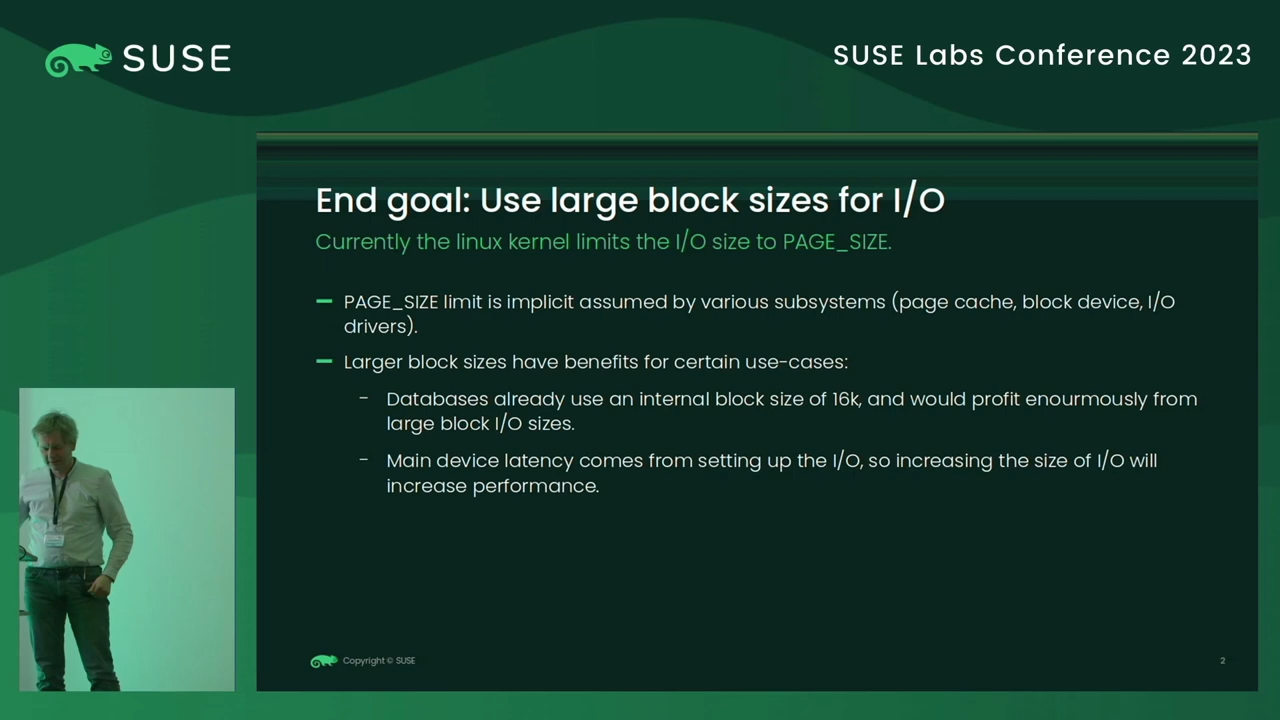 SUSE
SUSE Labs Conference 2023
End goal: Use large block sizes for I/O
Currently the linux kernel limits the I/O size to PAGE_SIZE.
PAGE_SIZE limit is implicit assumed by various subsystems (page cache, block device, I/O
drivers).
Larger block sizes have benefits for certain use-cases:
- Databases already use an internal block size of 16k, and would profit enourmously from
large block I/O sizes.
- Main device latency comes from setting up the I/O, so increasing the size of I/O will
increase performance.
Copyright © SUSE
2